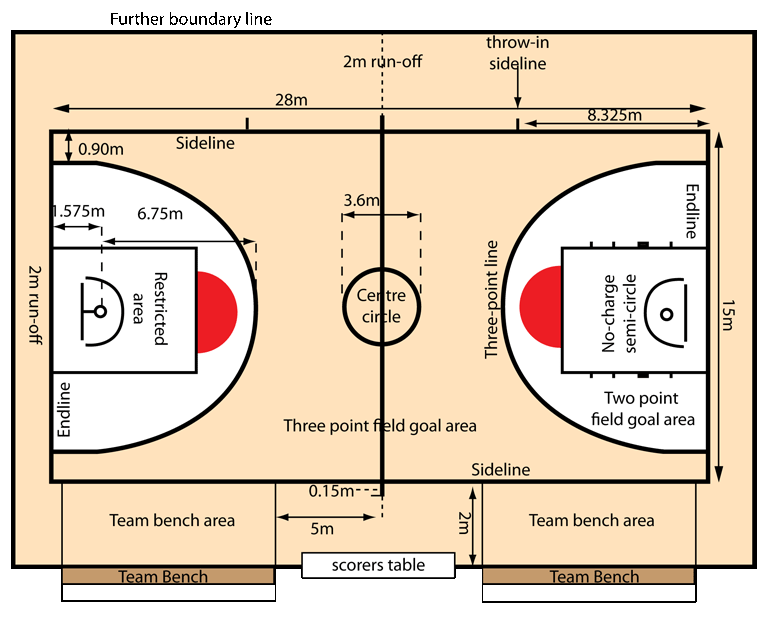 Further boundary line
2m run-off
throw-in
sideline
28m
8.325m
Sideline
0.90m
1.575m
6.75m
3.6m
Endline
2m run-off
Restricted
area
Centre
circle
Three-point line
No-charge
semi-circle
15m
Endline
Two point
field goal area
Three point field goal area
Sideline
0.15m
5m
2m
Team bench area
Team bench area
scorers table
Team Bench
Team Bench